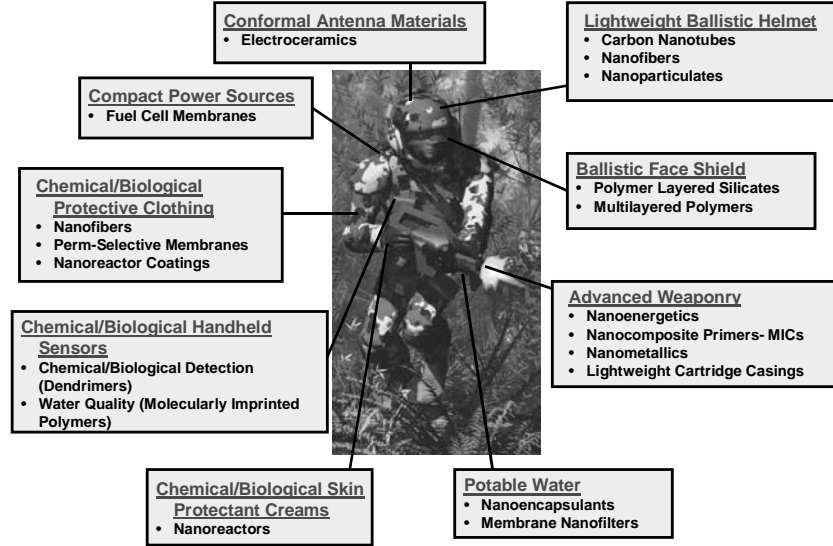 Conformal Antenna Materials
• Electroceramics
Lightweight Ballistic Helmet
• Carbon Nanotubes
• Nanofibers
• Nanoparticulates
Compact Power Sources
• Fuel Cell Membranes
Ballistic Face Shield
• Polymer Layered Silicates
• Multilayered Polymers
Chemical/Biological
Protective Clothing
• Nanofibers
• Perm-Selective Membranes
• Nanoreactor Coatings
Advanced Weaponry
• Nanoenergetics
• Nanocomposite Primers- MICs
• Nanometallics
• Lightweight Cartridge Casings
Chemical/Biological Handheld
Sensors
• Chemical/Biological Detection
(Dendrimers)
• Water Quality (Molecularly Imprinted
Polymers)
Chemical/Biological Skin
Protectant Creams
• Nanoreactors
Potable Water
• Nanoencapsulants
• Membrane Nanofilters